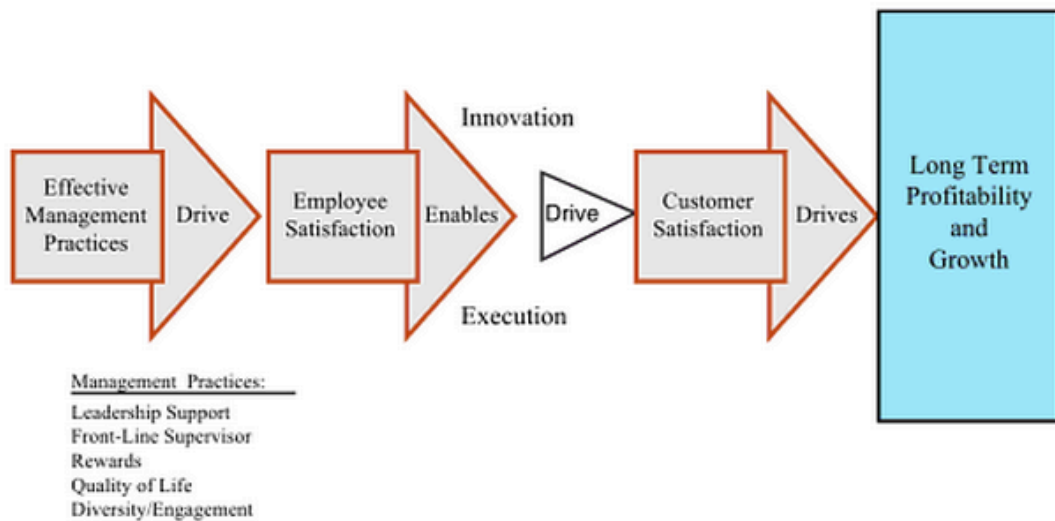 Effective
Management
Practices
Drive
Employee
Satisfaction
Enables
Innovation
Execution
Drive
Customer
Satisfaction
Drives
Long Term
Profitability
and
Growth
Management Practices:
Leadership Support
Front-Line Supervisor
Rewards
Quality of Life
Diversity/Engagement